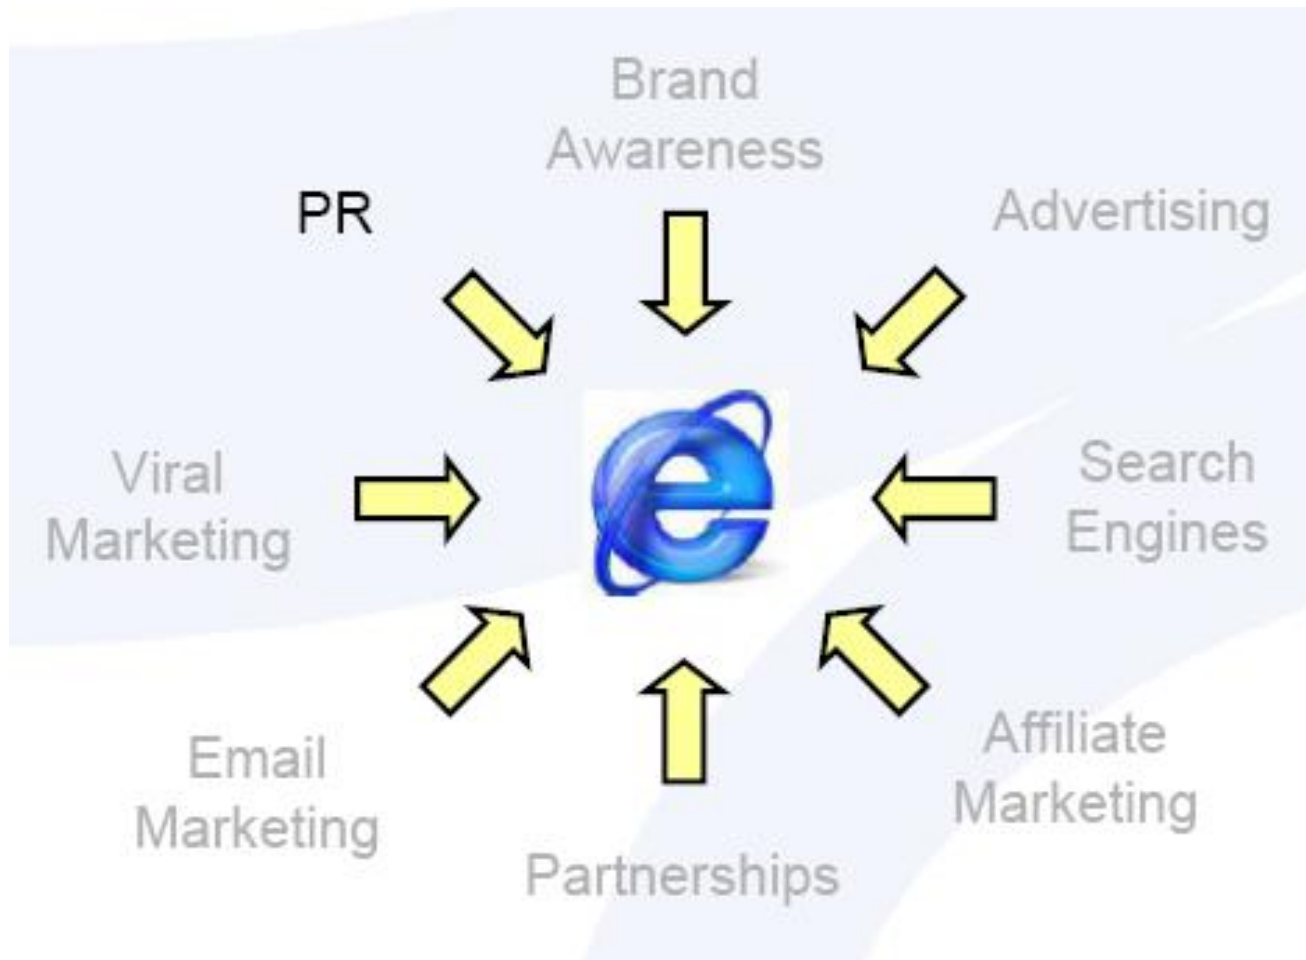 Brand
Awareness
PR
Advertising
Viral
Marketing
Search
Engines
Email
Marketing
Affiliate
Marketing
Partnerships